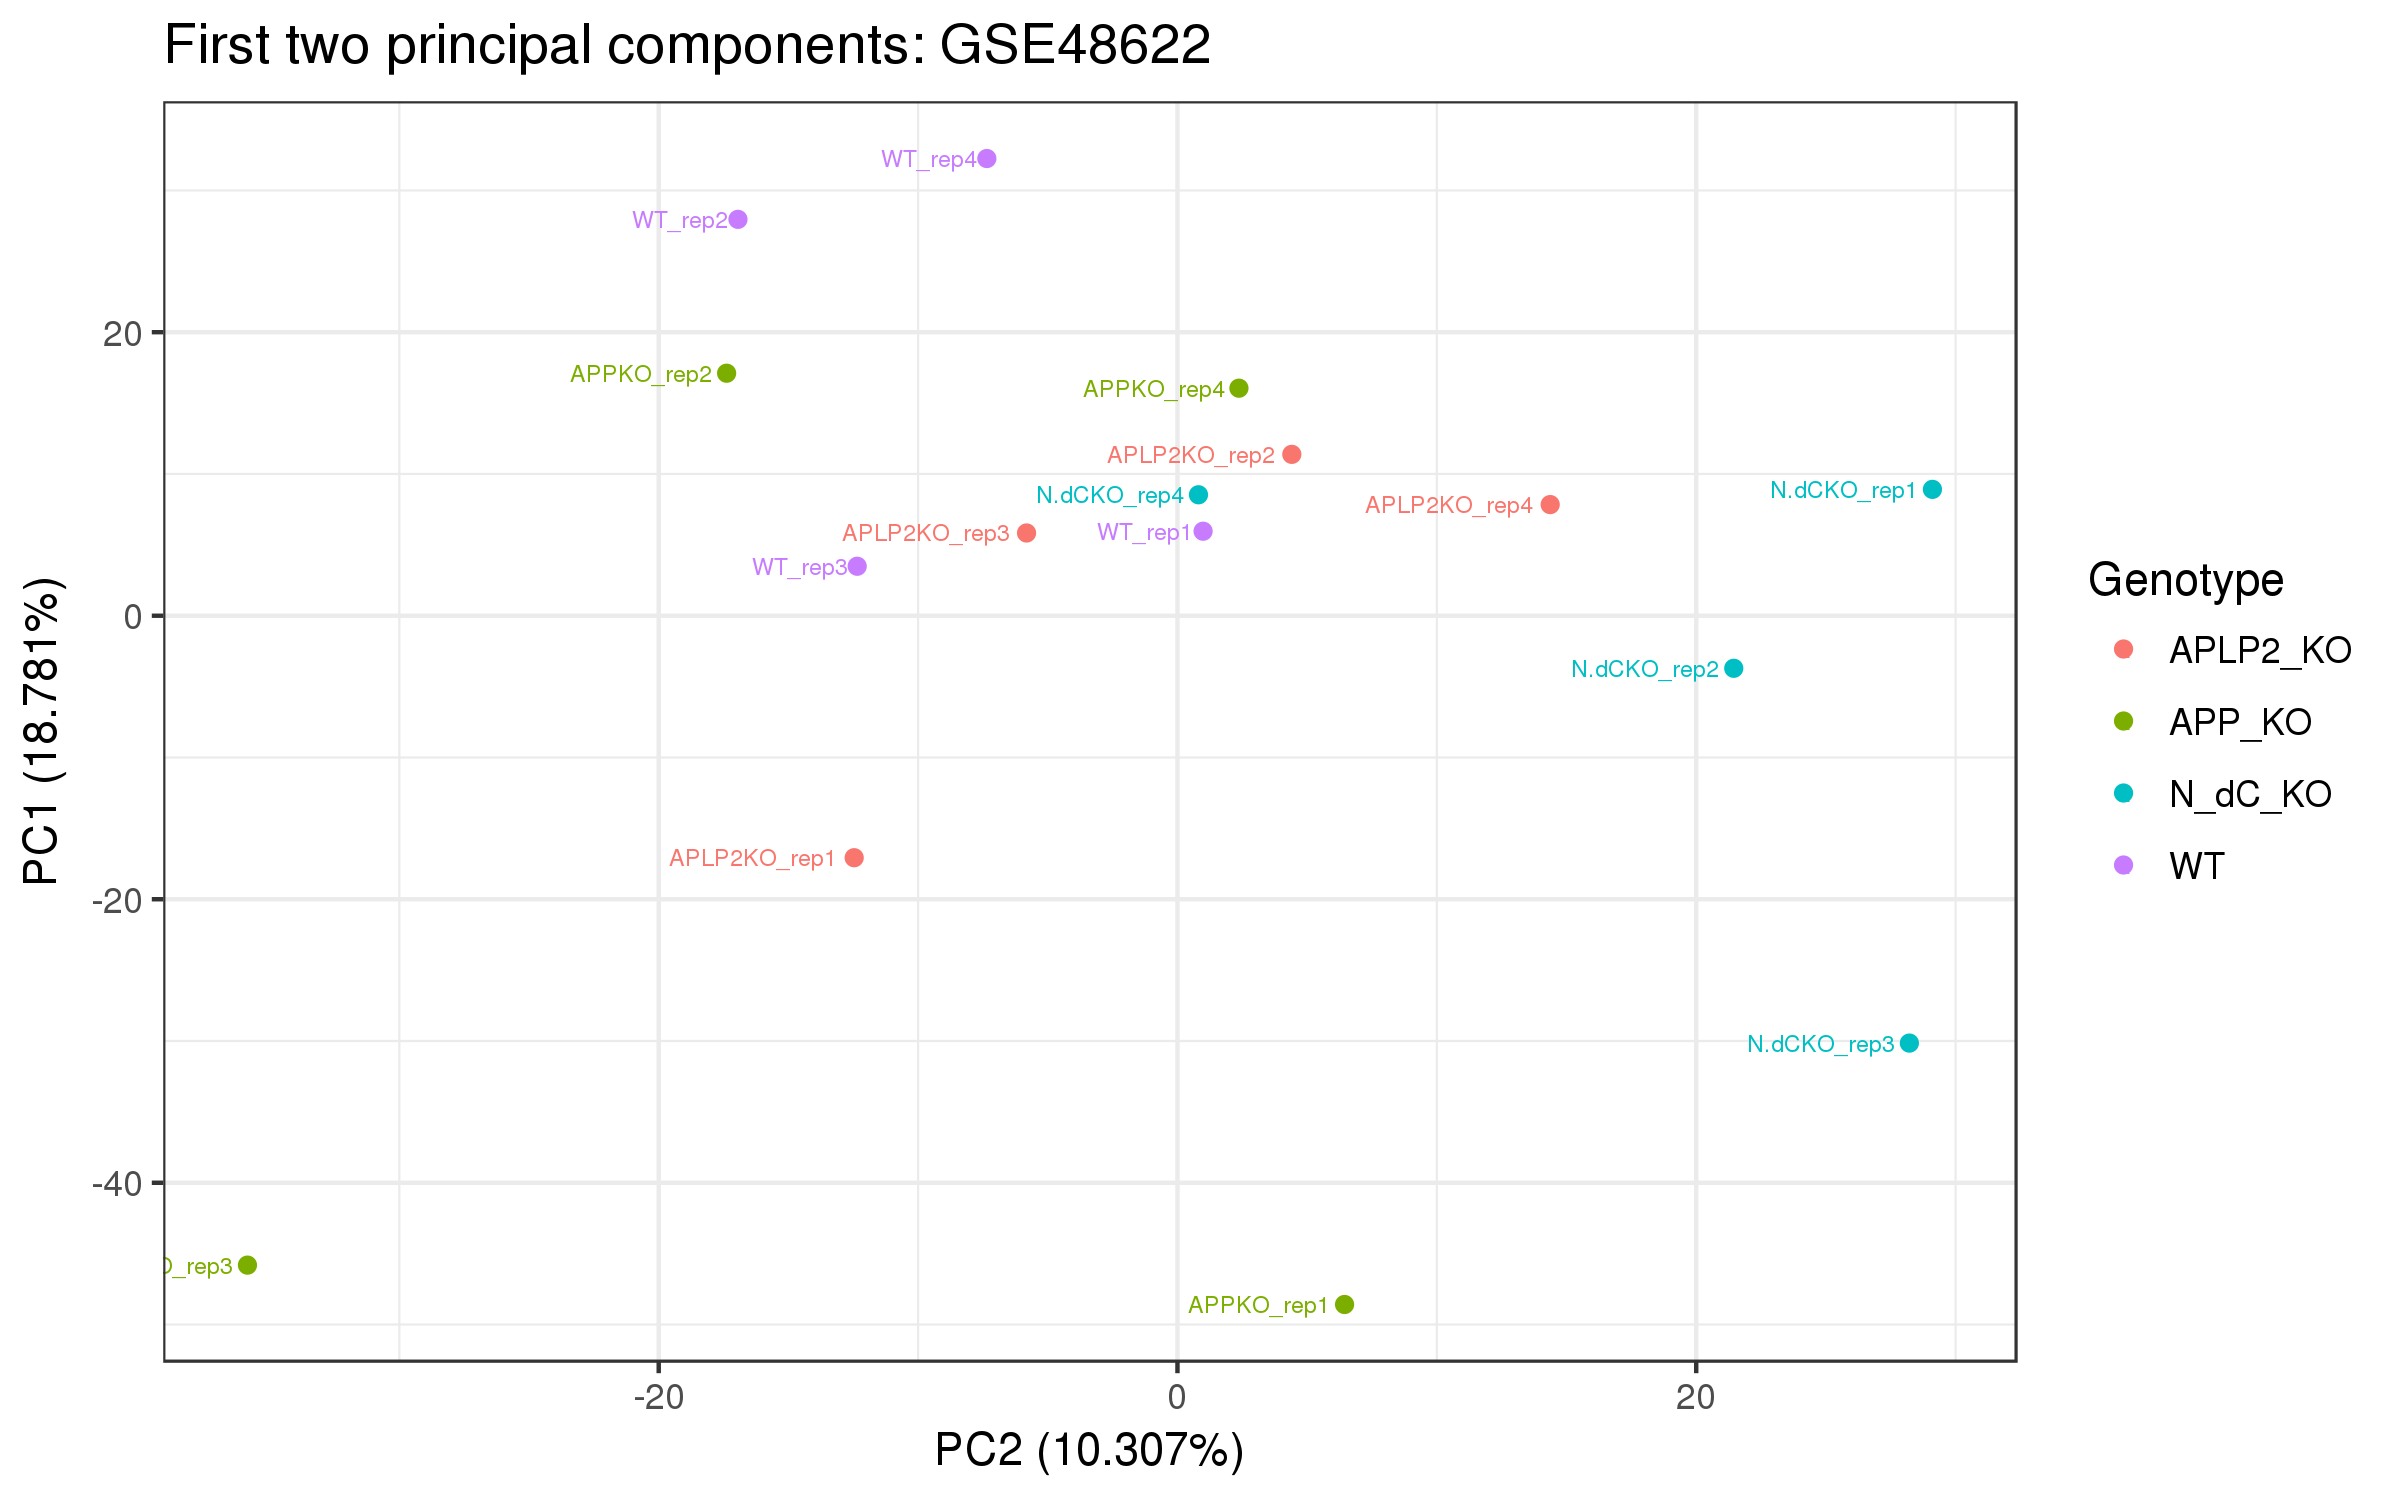 First two principal components: GSE48622
WT_rep4
WT_rep2
20
APPKO_rep2
APPKO_rep4
APLP2KO_rep2
N.dCKO_rep4
N.dCKO_rep1
APLP2KO_rep4
APLP2KO_rep3
WT_rep1
WT_rep3
0
N.dCKO_rep2
APLP2KO_rep1
-20
N.dCKO_rep3
-40
O_rep3
APPKO_rep1
-20
0
20
PC2 (10.307%)
PC1 (18.781%)
Genotype
APLP2_KO
APP_KO
N_dC_KO
WT